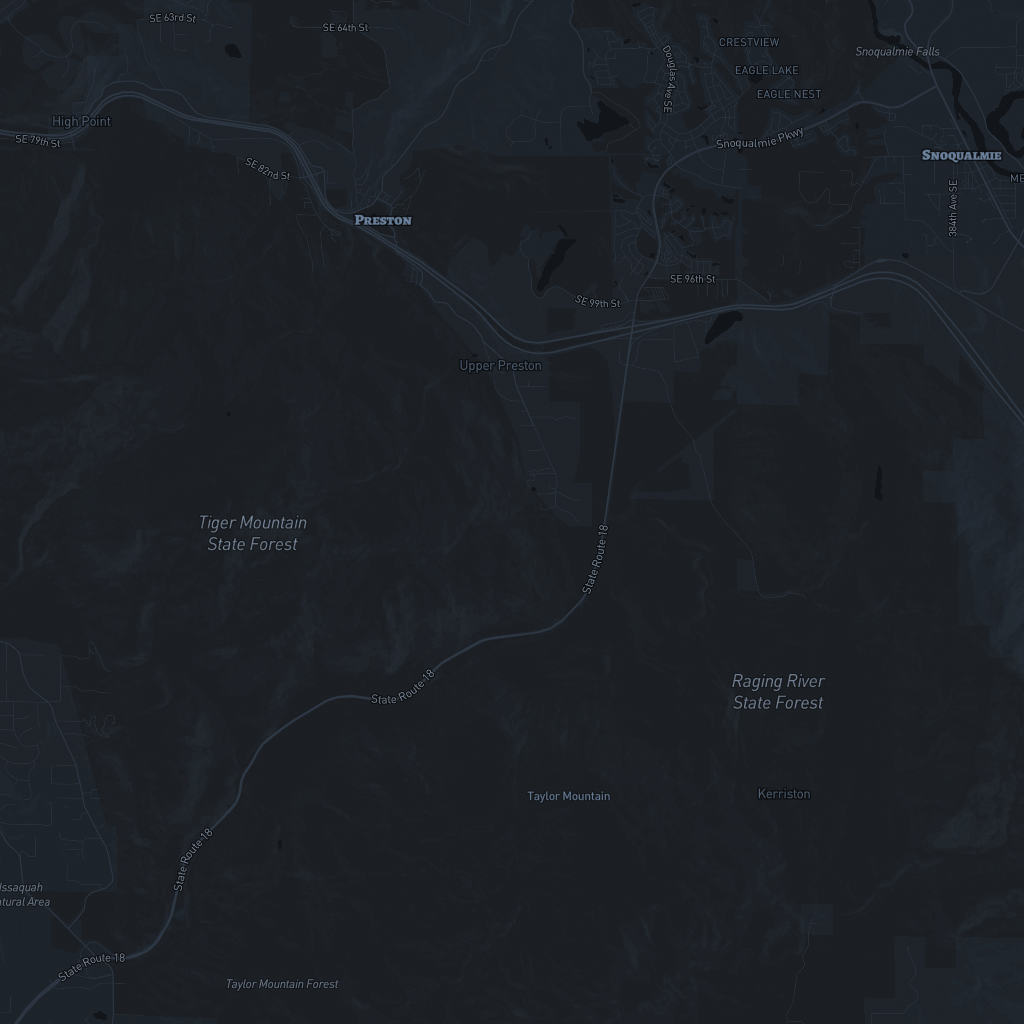 SE 63rd St
SE 64th St
CRESTVIEW
Snoqualmie Falls
EAGLE LAKE
Douglas Ave SE
EAGLE NEST
High Point
SE 79th St
Snoqualmie Pkwy
SNOQUALMIE
SE 82nd St
ME
384th Ave SE
PRESTON
SE 96th St
SE 99th St
Upper Preston
Tiger Mountain
State Forest
State Route 18
Raging River
State Forest
State Route 18
Taylor Mountain
Kerriston
State Route 18
Issaquah
atural Area
State Route 18
Taylor Mountain Forest